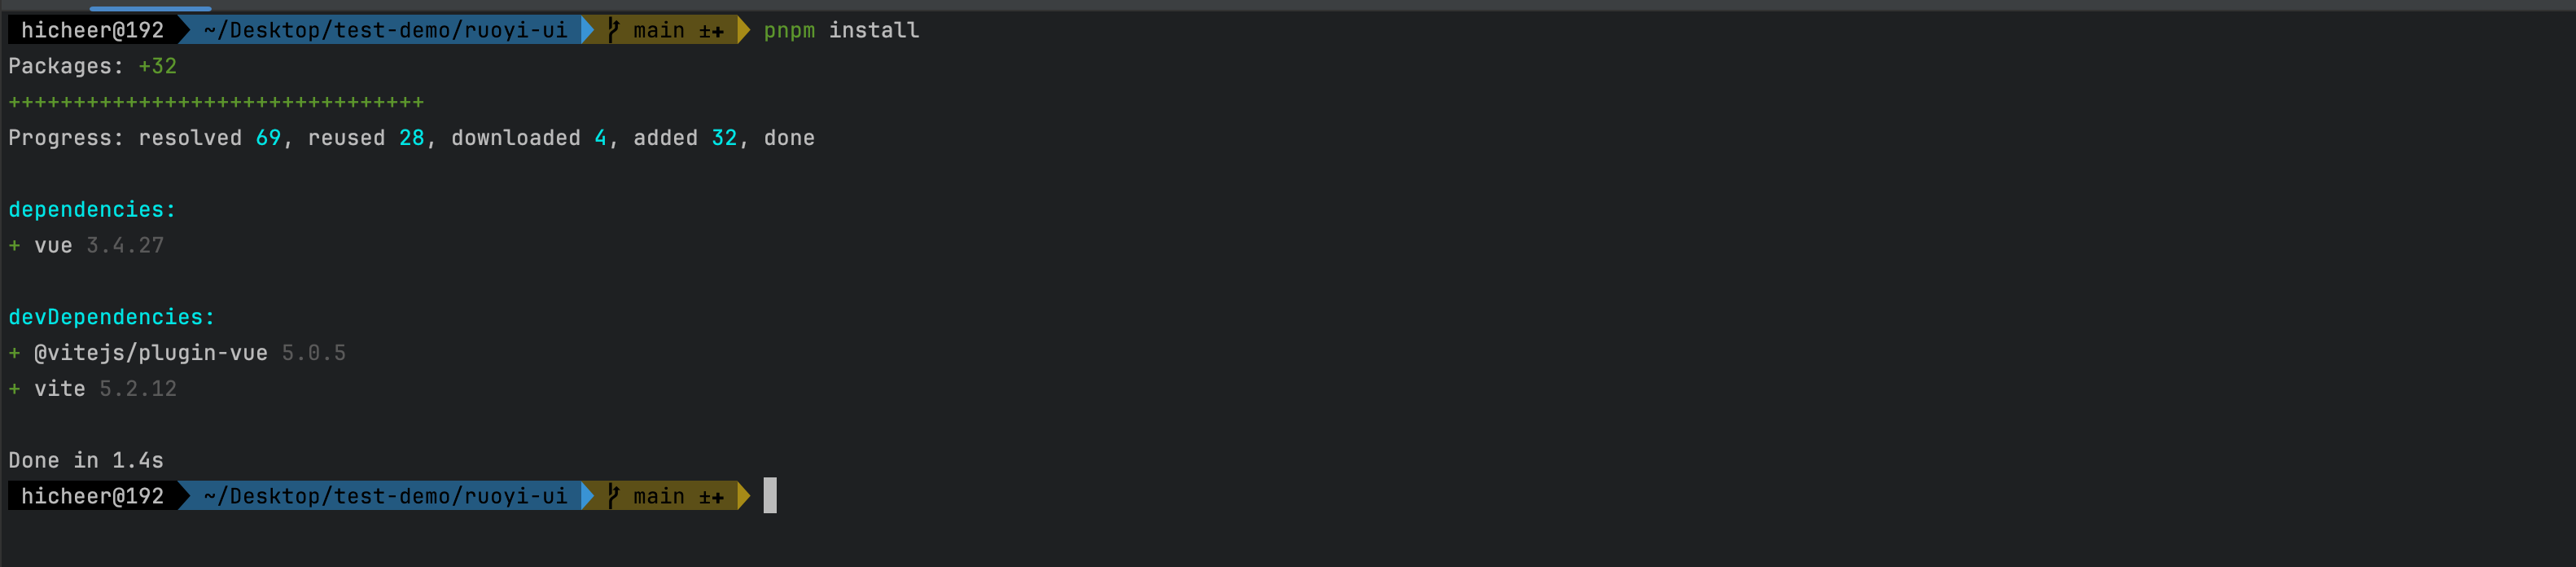 hicheer@192 ~/Desktop/test-demo/ruoyi-ui main ±✚ pnpm install
Packages: +32
++++++++++++++++++++++++++++++++
Progress: resolved 69, reused 28, downloaded 4, added 32, done
dependencies:
+ vue 3.4.27
devDependencies:
+ @vitejs/plugin-vue 5.0.5
+ vite 5.2.12
Done in 1.4s
hicheer@192 ~/Desktop/test-demo/ruoyi-ui main ±✚